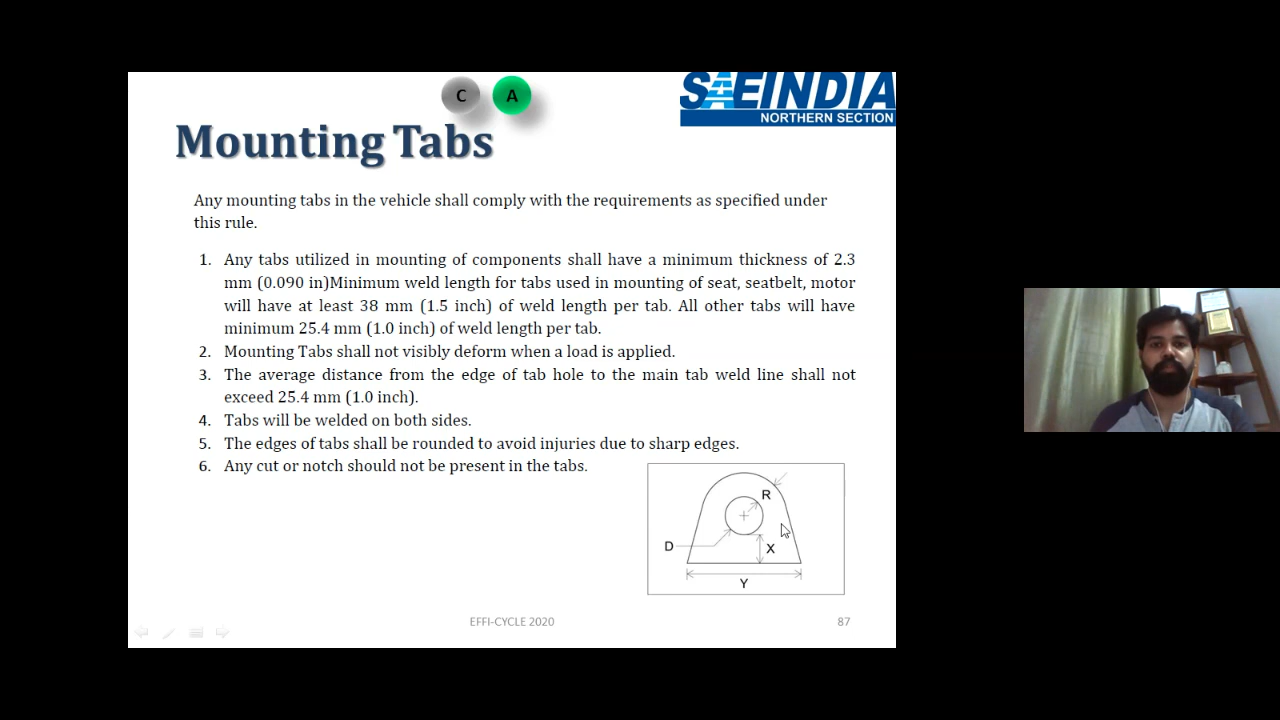 C A
SAEINDIA
NORTHERN SECTION
Mounting Tabs
Any mounting tabs in the vehicle shall comply with the requirements as specified under
this rule.
1. Any tabs utilized in mounting of components shall have a minimum thickness of 2.3
mm (0.090 in)Minimum weld length for tabs used in mounting of seat, seatbelt, motor
will have at least 38 mm (1.5 inch) of weld length per tab. All other tabs will have
minimum 25.4 mm (1.0 inch) of weld length per tab.
2. Mounting Tabs shall not visibly deform when a load is applied.
3. The average distance from the edge of tab hole to the main tab weld line shall not
exceed 25.4 mm (1.0 inch).
4. Tabs will be welded on both sides.
5. The edges of tabs shall be rounded to avoid injuries due to sharp edges.
6. Any cut or notch should not be present in the tabs.
R
D
X
Y
EFFI-CYCLE 2020
87